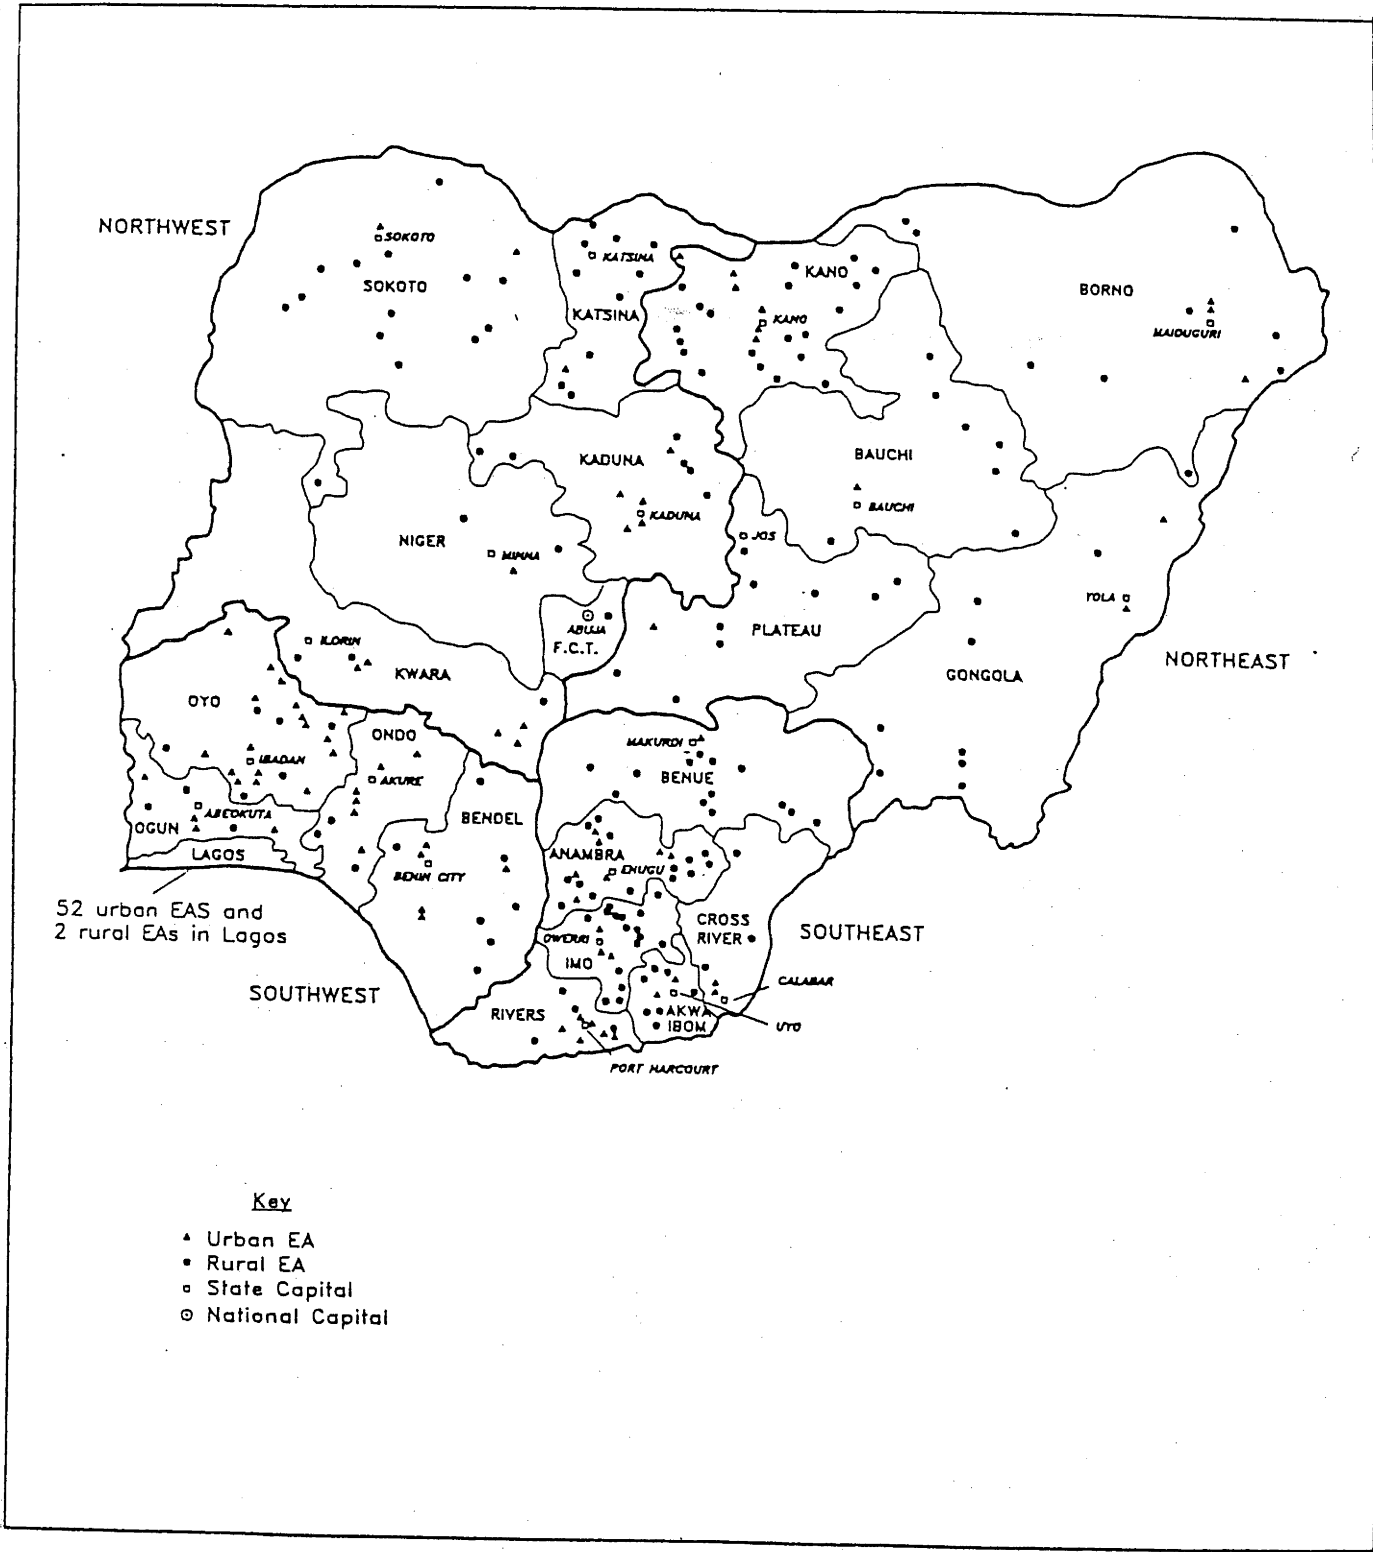 NORTHWEST
SOKOTO
SOKOTO
KATSINA
KATSINA
KANO
KANO
BORNO
MAIDUGURI
KADUNA
KADUNA
BAUCHI
BAUCHI
NIGER
MINNA
JOS
YOLA
ABUJA
F.C.T.
PLATEAU
NORTHEAST
GONGOLA
ILORIN
KWARA
OYO
IBADAN
ONDO
AKURE
MAKURDI
BENUE
BENDEL
OGUN
ABEOKUTA
LAGOS
BENIN CITY
ANAMBRA
ENUGU
52 urban EAS and
2 rural EAs in Lagos
CROSS
RIVER
SOUTHEAST
OWERRI
IMO
CALABAR
SOUTHWEST
RIVERS
AKWA
IBOM
UYO
PORT HARCOURT
Key
Urban EA
Rural EA
State Capital
National Capital